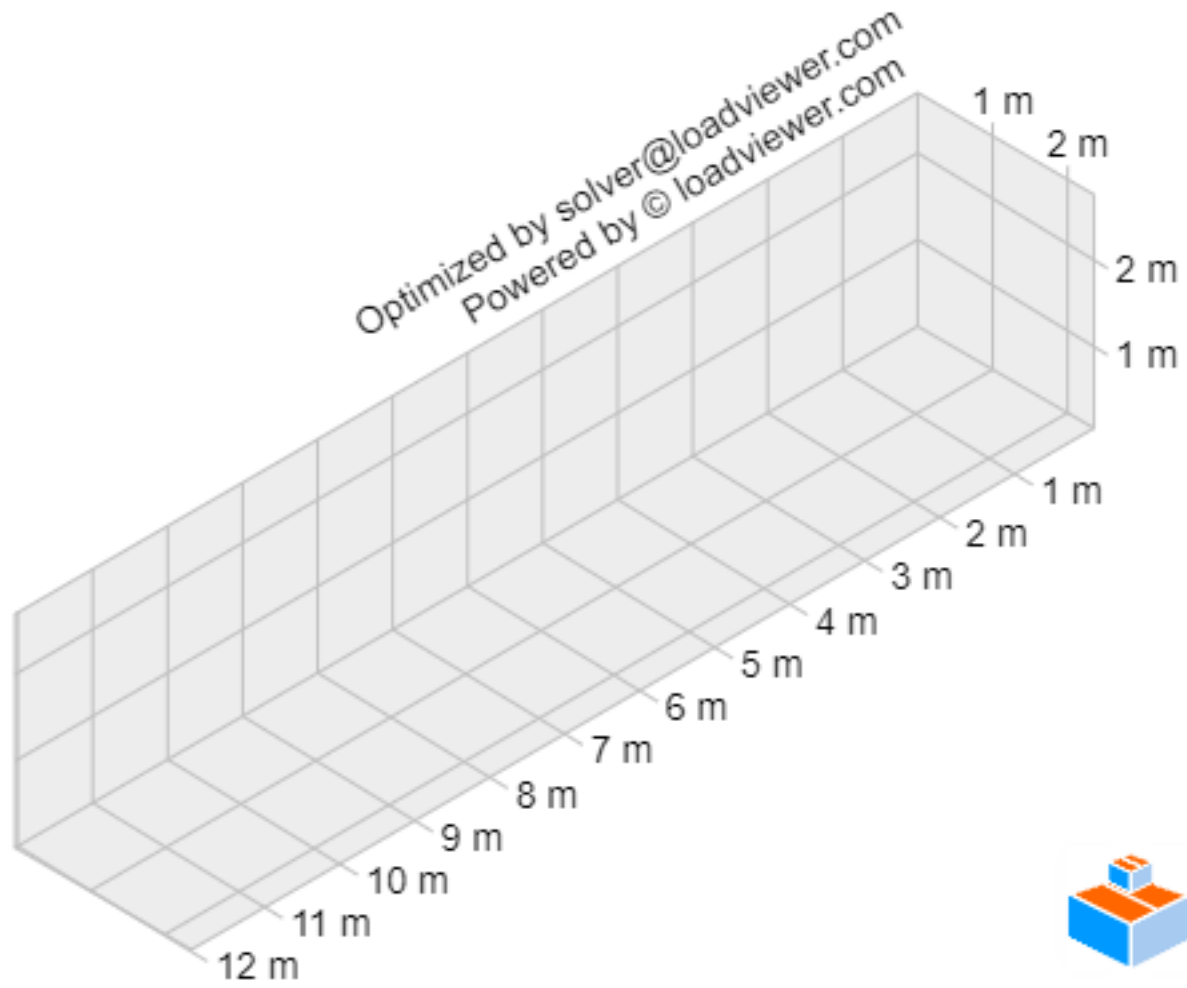 Optimized by solver@loadviewer.com
Powered by © loadviewer.com
1 m
2 m
2 m
1 m
1 m
2 m
3 m
4 m
5 m
6 m
7 m
8 m
9 m
10 m
11 m
12 m